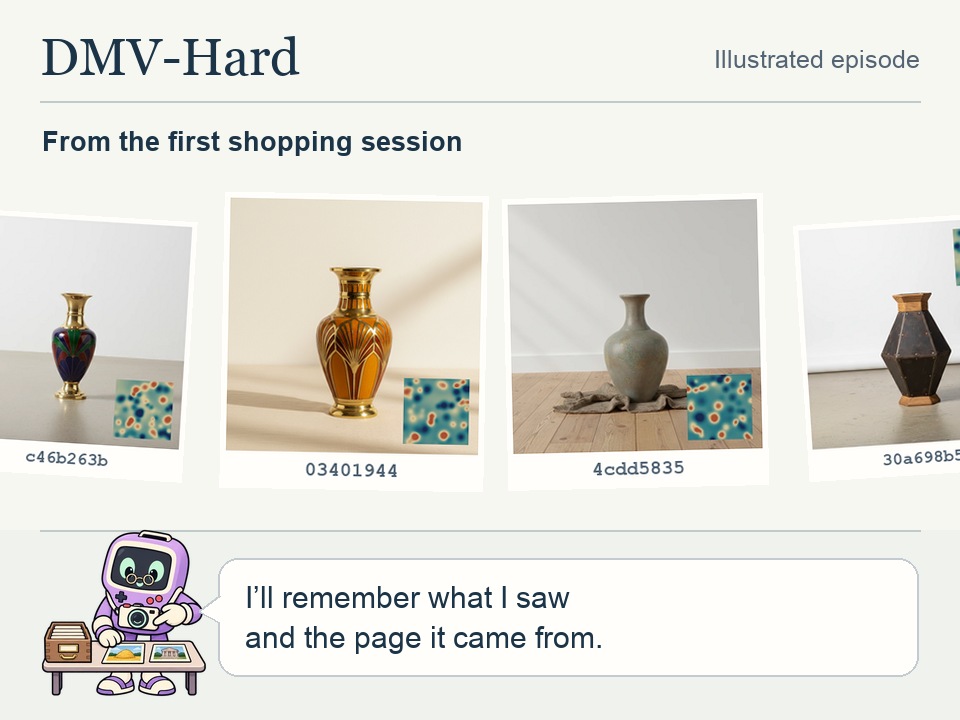 DMV-Hard
Illustrated episode
From the first shopping session
c46b263b
03401944
4cdd5835
30a698b5
I’ll remember what I saw
and the page it came from.